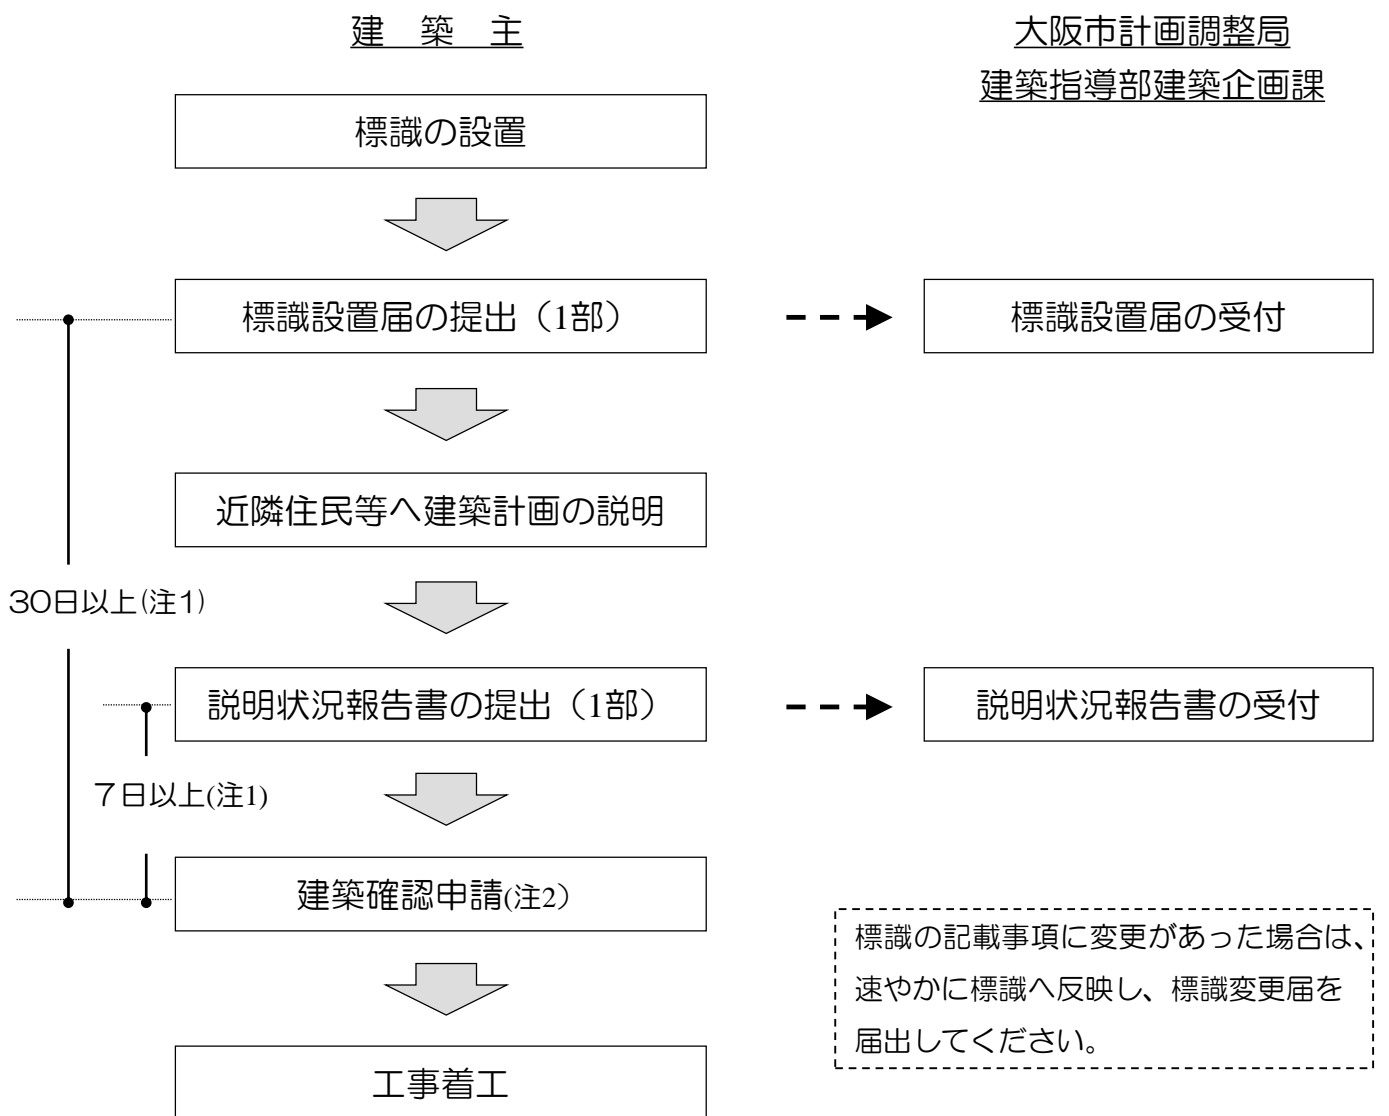 建 築 主
大阪市計画調整局
建築指導部建築企画課
標識の設置
標識設置届の提出（1部）
標識設置届の受付
近隣住民等へ建築計画の説明
30日以上(注1)
説明状況報告書の提出（1部）
説明状況報告書の受付
７日以上(注1)
建築確認申請(注2）
標識の記載事項に変更があった場合は、
速やかに標識へ反映し、標識変更届を
届出してください。
工事着工